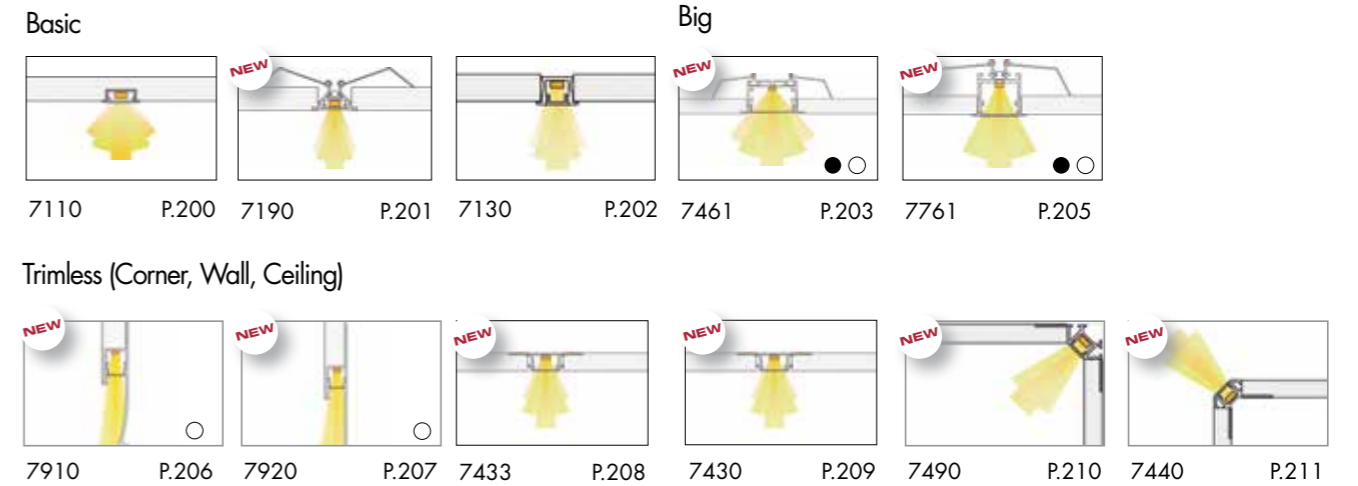 Basic
Big
NEW
NEW
NEW
7110 P.200 7190 P.201 7130 P.202 7461 P.203 7761 P.205
Trimless (Corner, Wall, Ceiling)
NEW
NEW
NEW
NEW
NEW
NEW
7910 P.206 7920 P.207 7433 P.208 7430 P.209 7490 P.210 7440 P.211